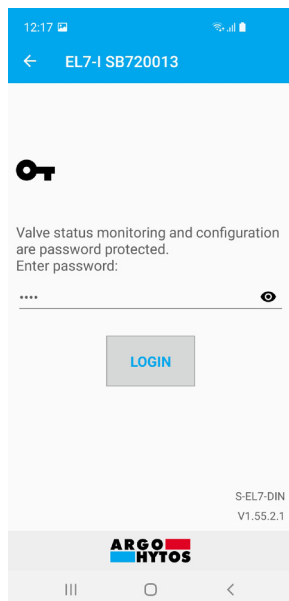 12:17
EL7-I SB720013
Valve status monitoring and configuration
are password protected.
Enter password:
....
LOGIN
S-EL7-DIN
V1.55.2.1
ARGO
HYTOS